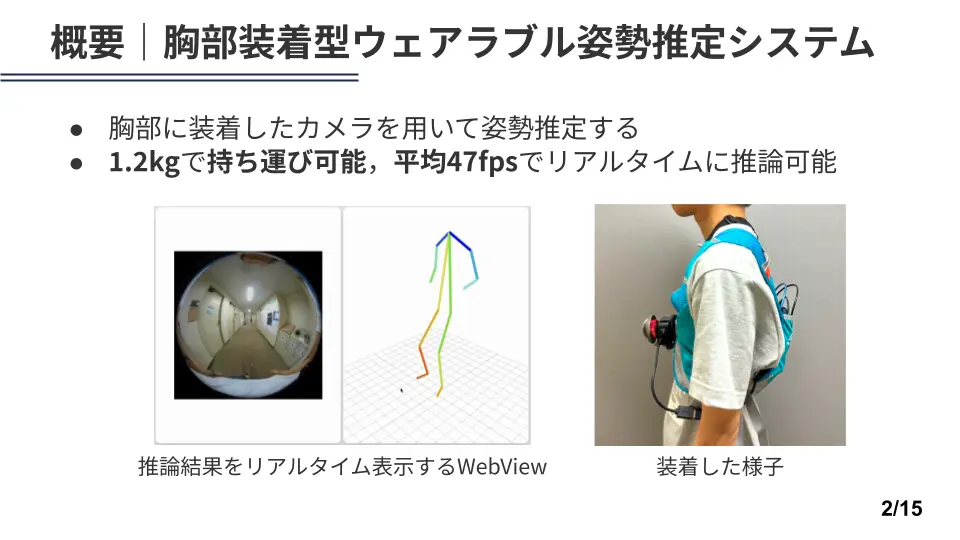 概要｜胸部装着型ウェアラブル姿勢推定システム
● 胸部に装着したカメラを用いて姿勢推定する
● 1.2kgで持ち運び可能，平均47fpsでリアルタイムに推論可能
推論結果をリアルタイム表示するWebView
装着した様子
2/15